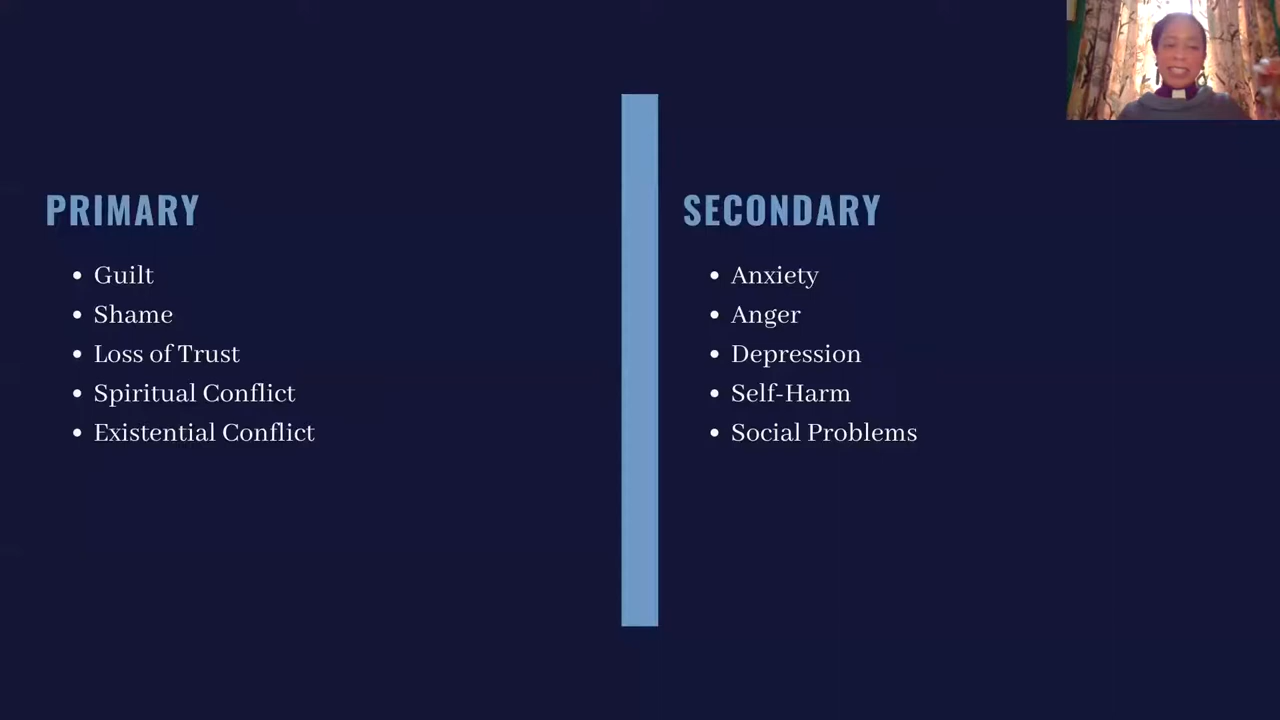 PRIMARY
• Guilt
• Shame
• Loss of Trust
• Spiritual Conflict
• Existential Conflict
SECONDARY
• Anxiety
• Anger
• Depression
• Self-Harm
• Social Problems